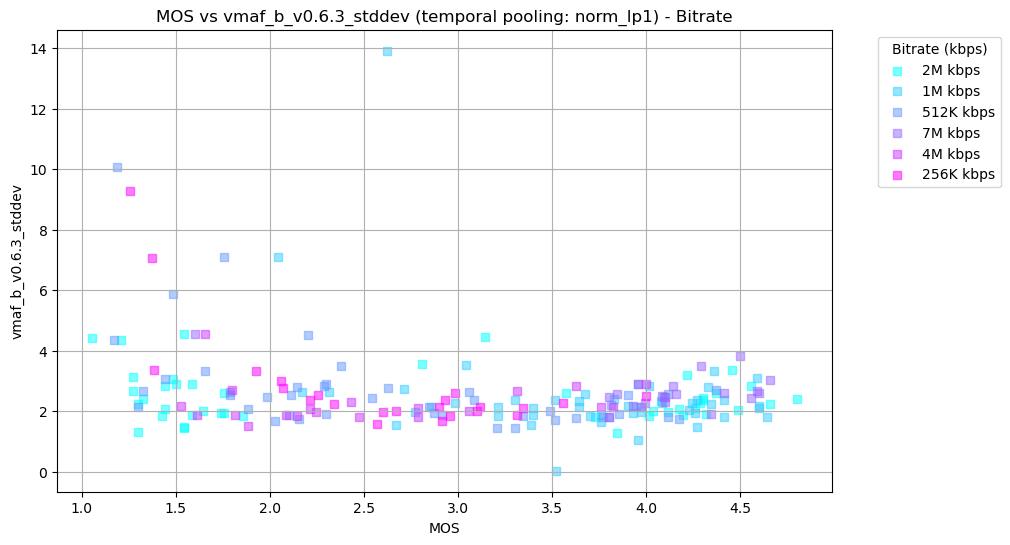 MOS vs vmaf_b_v0.6.3_stddev (temporal pooling: norm_lp1) - Bitrate
14
12
10
8
6
4
2
0
vmaf_b_v0.6.3_stddev
1.0 1.5 2.0 2.5 3.0 3.5 4.0 4.5
MOS
Bitrate (kbps)
2M kbps
1M kbps
512K kbps
7M kbps
4M kbps
256K kbps